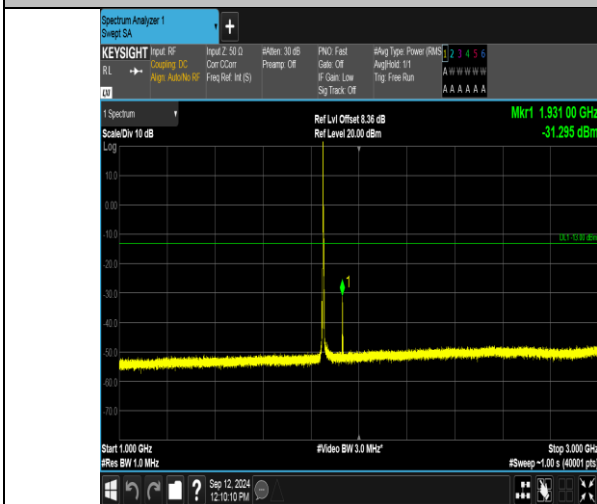 Spectrum Analyzer 1
Swept SA
+
KEYSIGHT
RL
Input: RF
Coupling: DC
Align: Auto/No RF
Input Z: 50 Ω
Corr CCorr
Freq Ref: Int (S)
#Atten: 30 dB
Preamp: Off
PNO: Fast
Gate: Off
IF Gain: Low
Sig Track: Off
#Avg Type: Power (RMS
Avg|Hold: 1/1
Trig: Free Run
1 2 3 4 5 6
A W W W W W
A A A A A A
1 Spectrum
Scale/Div 10 dB
Log
Ref Lvl Offset 8.36 dB
Ref Level 20.00 dBm
Mkr1 1.931 00 GHz
-31.295 dBm
10.0
0.00
-10.0
DL1 -13.00 dBm
-20.0
-30.0
1
-40.0
-50.0
-60.0
-70.0
Start 1.000 GHz
#Res BW 1.0 MHz
#Video BW 3.0 MHz*
Stop 3.000 GHz
#Sweep ~1.00 s (40001 pts)
?
Sep 12, 2024
12:10:10 PM